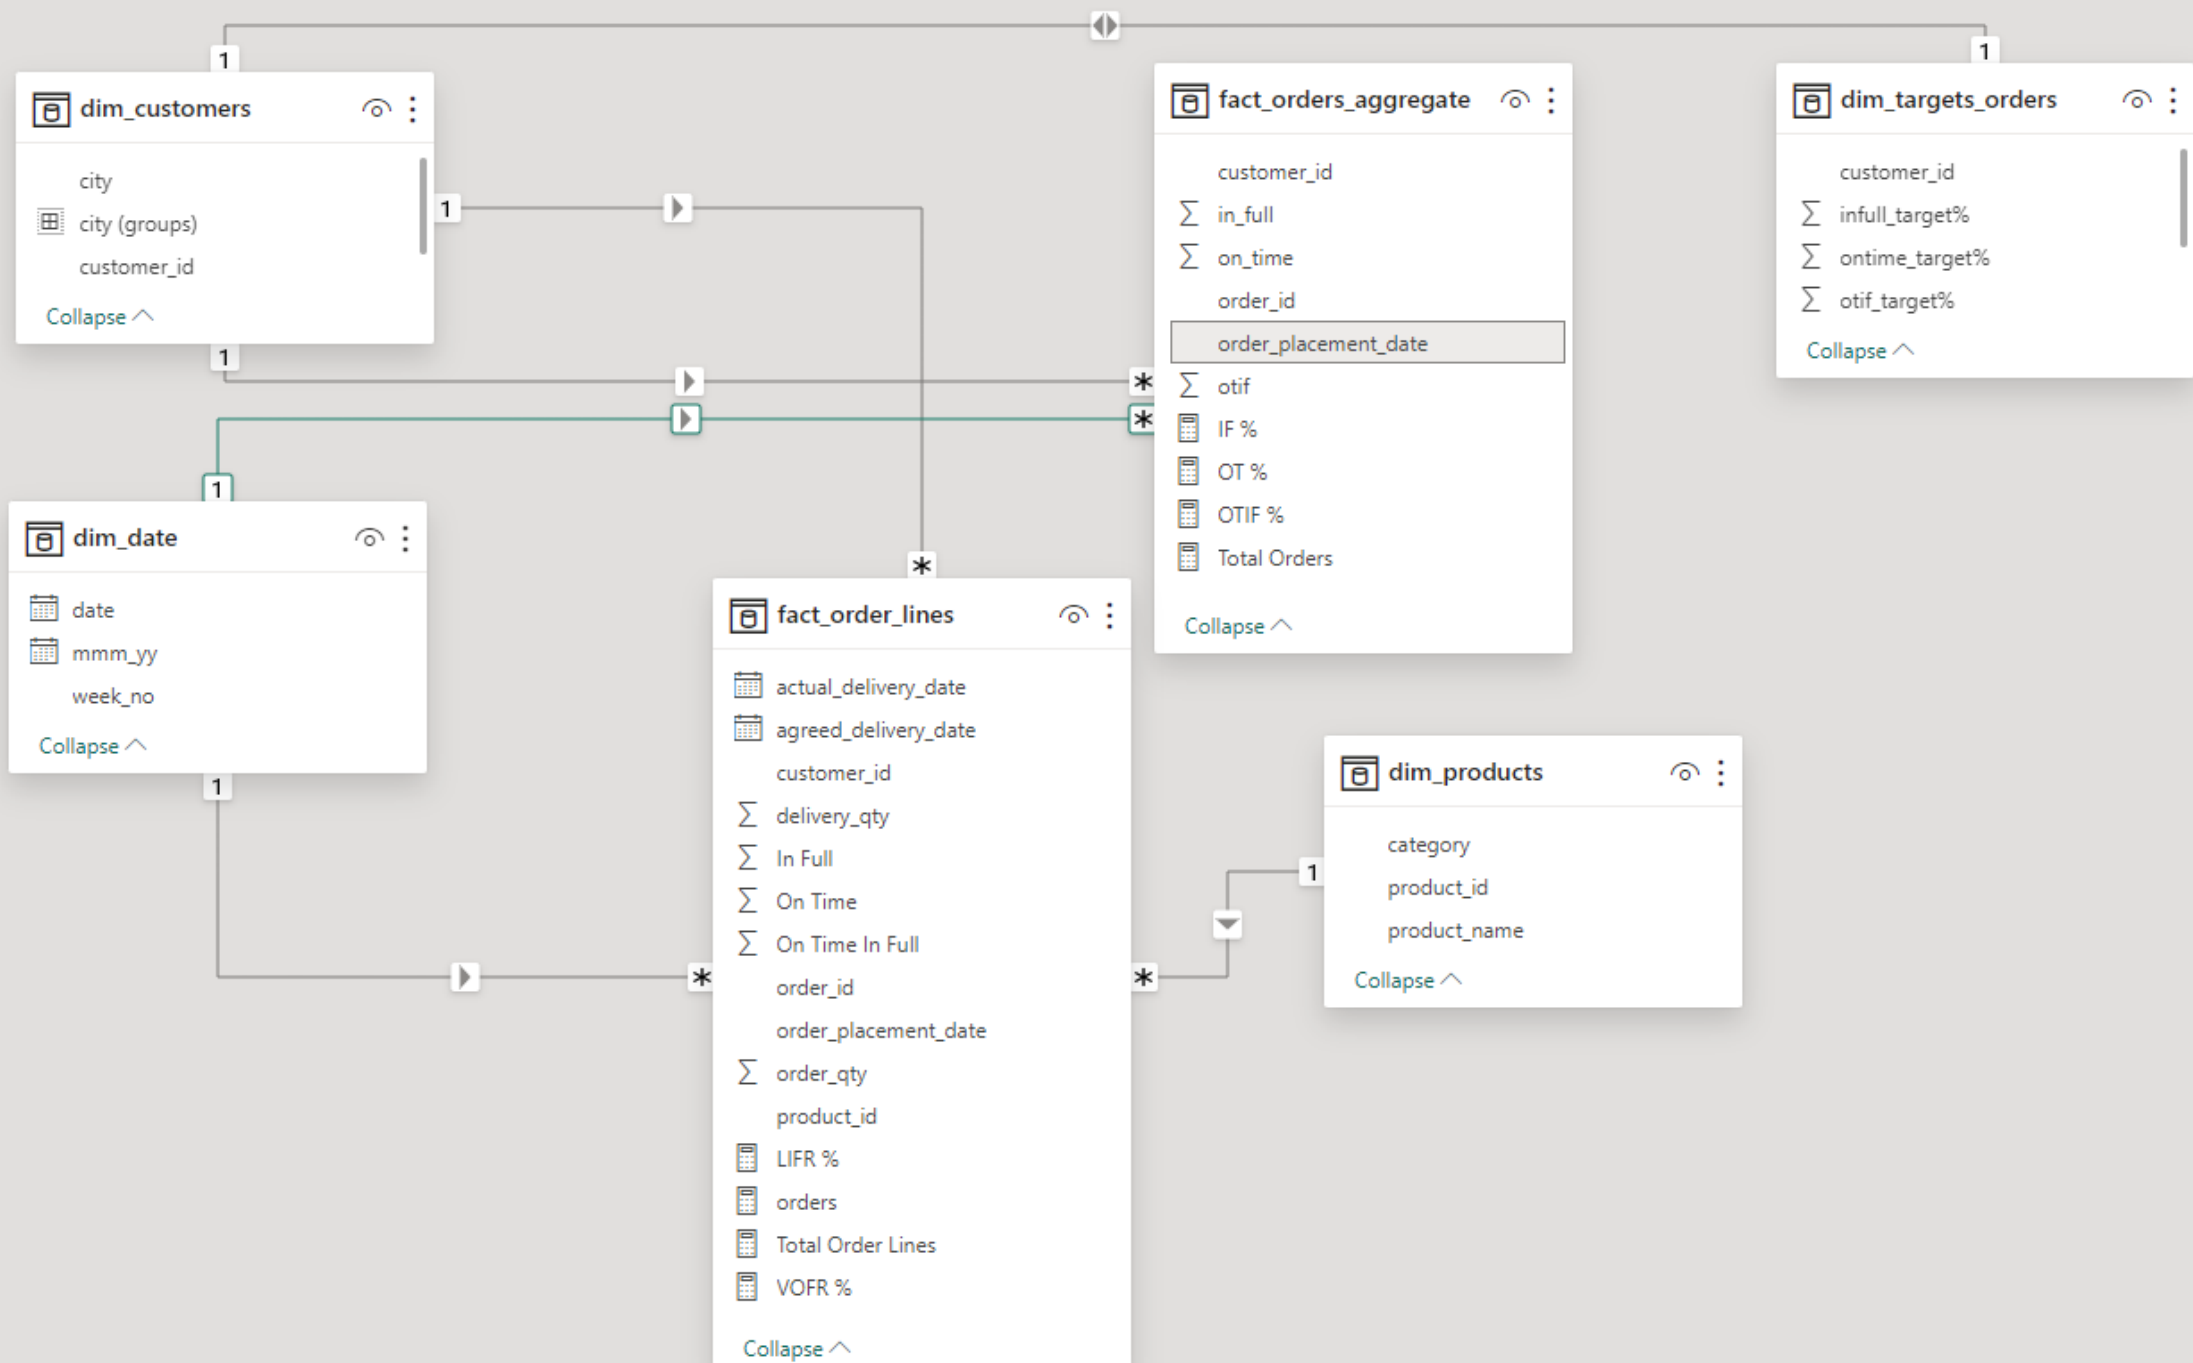 1
1
dim_customers
city
city (groups)
customer_id
Collapse
1
1
fact_orders_aggregate
customer_id
in_full
on_time
order_id
order_placement_date
otif
IF %
OT %
OTIF %
Total Orders
Collapse
*
*
dim_targets_orders
customer_id
infull_target%
ontime_target%
otif_target%
Collapse
1
dim_date
date
mmm_yy
week_no
Collapse
1
*
fact_order_lines
actual_delivery_date
agreed_delivery_date
customer_id
delivery_qty
In Full
On Time
On Time In Full
order_id
order_placement_date
order_qty
product_id
LIFR %
orders
Total Order Lines
VOFR %
Collapse
*
*
1
dim_products
category
product_id
product_name
Collapse